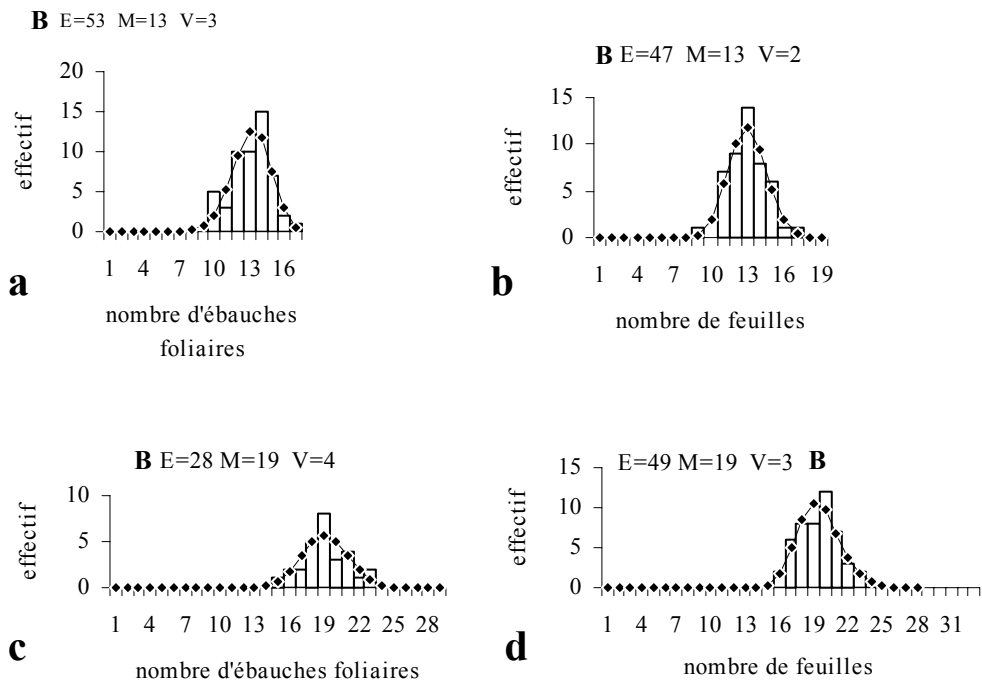 B E=53 M=13 V=3
20
15
10
5
0
effectif
1 4 7 10 13 16
nombre d'ébauches
foliaires
a
B E=47 M=13 V=2
15
10
5
0
effectif
1 4 7 10 13 16 19
nombre de feuilles
b
B E=28 M=19 V=4
10
5
0
effectif
1 4 7 10 13 16 19 22 25 28
nombre d'ébauches foliaires
c
E=49 M=19 V=3 B
15
10
5
0
effectif
1 4 7 10 13 16 19 22 25 28 31
nombre de feuilles
d